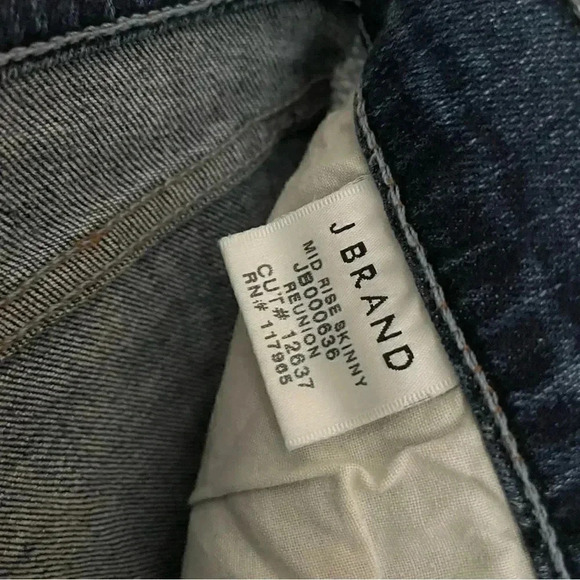 J BRAND
MID RISE SKINNY
JB000636
REUNION
CUT# 12637
RN# 117965